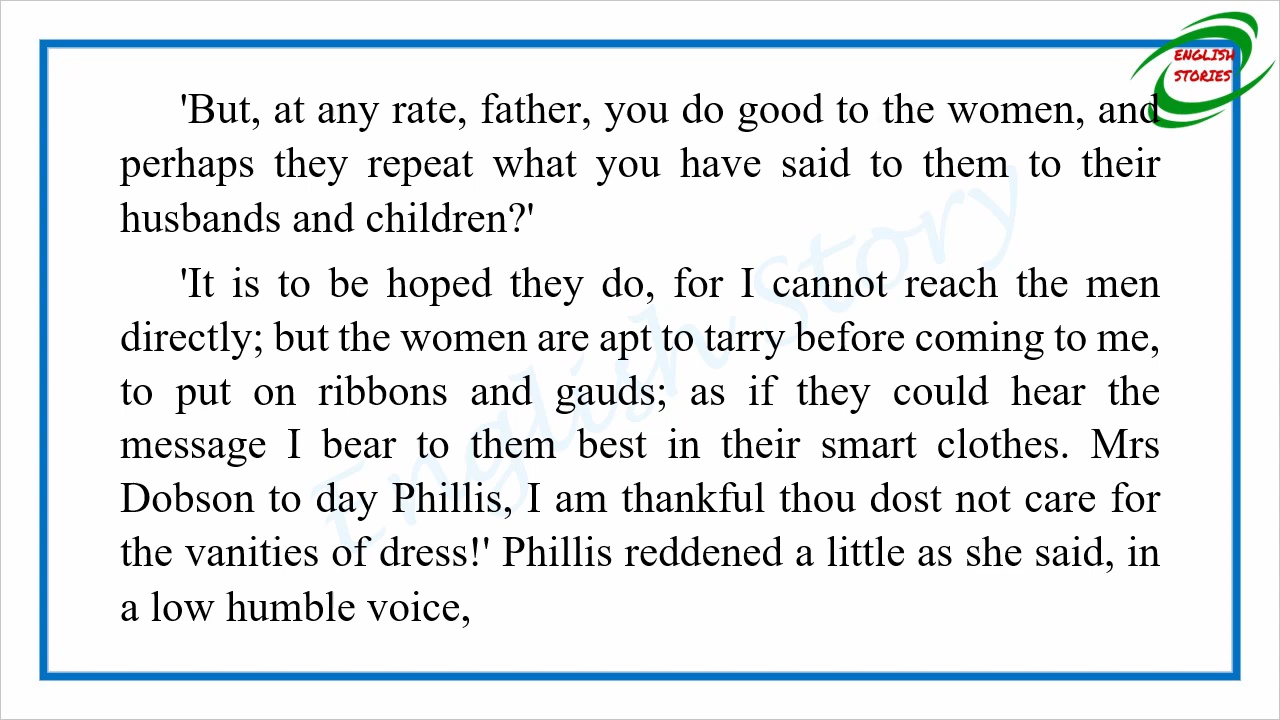 ENGLISH
STORIES
'But, at any rate, father, you do good to the women, and
perhaps they repeat what you have said to them to their
husbands and children?'
'It is to be hoped they do, for I cannot reach the men
directly; but the women are apt to tarry before coming to me,
to put on ribbons and gauds; as if they could hear the
message I bear to them best in their smart clothes. Mrs
Dobson to day Phillis, I am thankful thou dost not care for
the vanities of dress!' Phillis reddened a little as she said, in
a low humble voice,
English Story